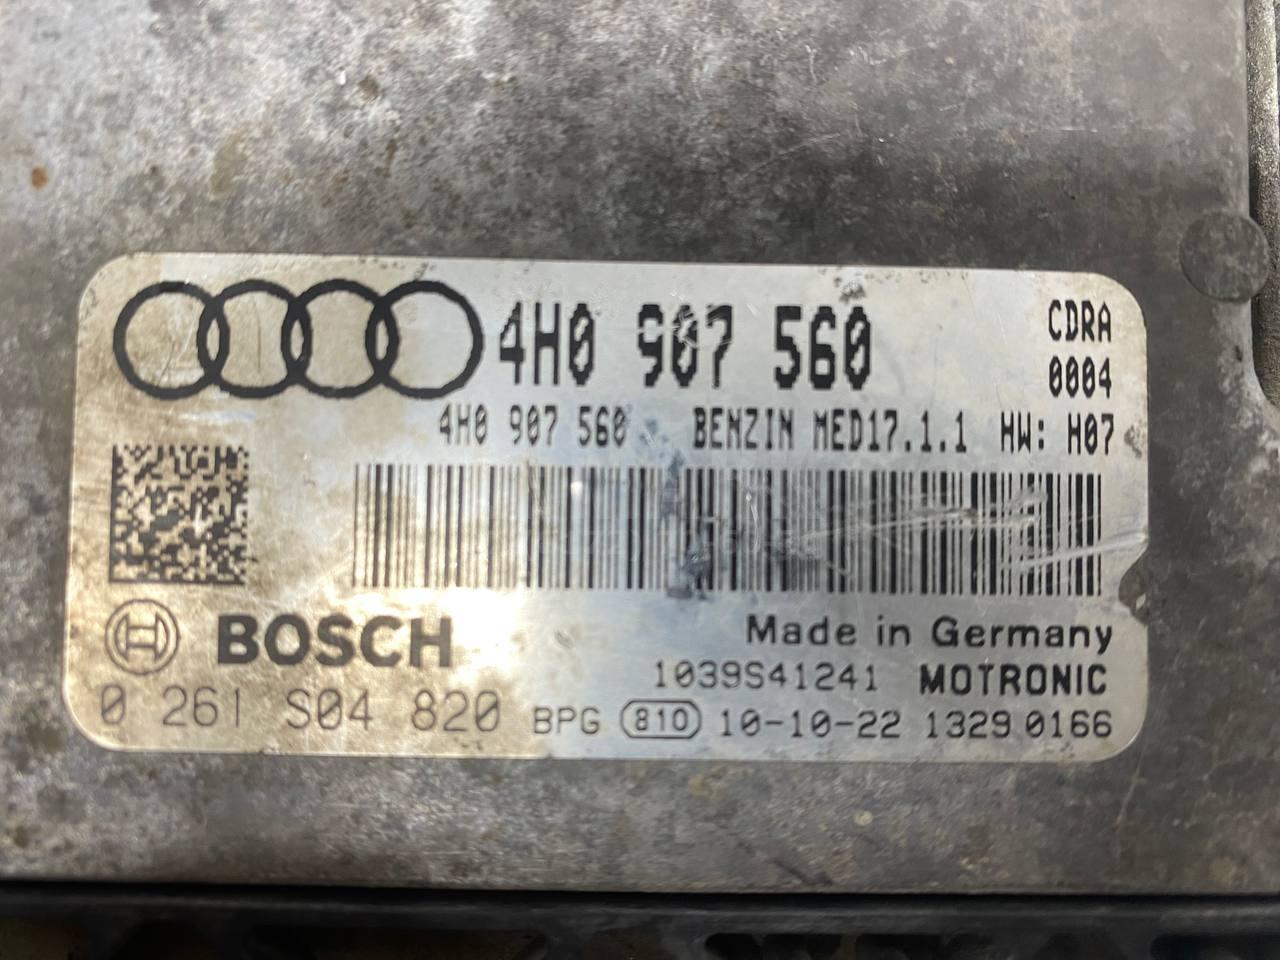 4H0 907 560 CDRA
0004
4H0 907 560 BENZIN MED17.1.1 HW: H07
BOSCH Made in Germany
1039S41241 MOTRONIC
0 261 S04 820 BPG 810 10-10-22 1329 0166